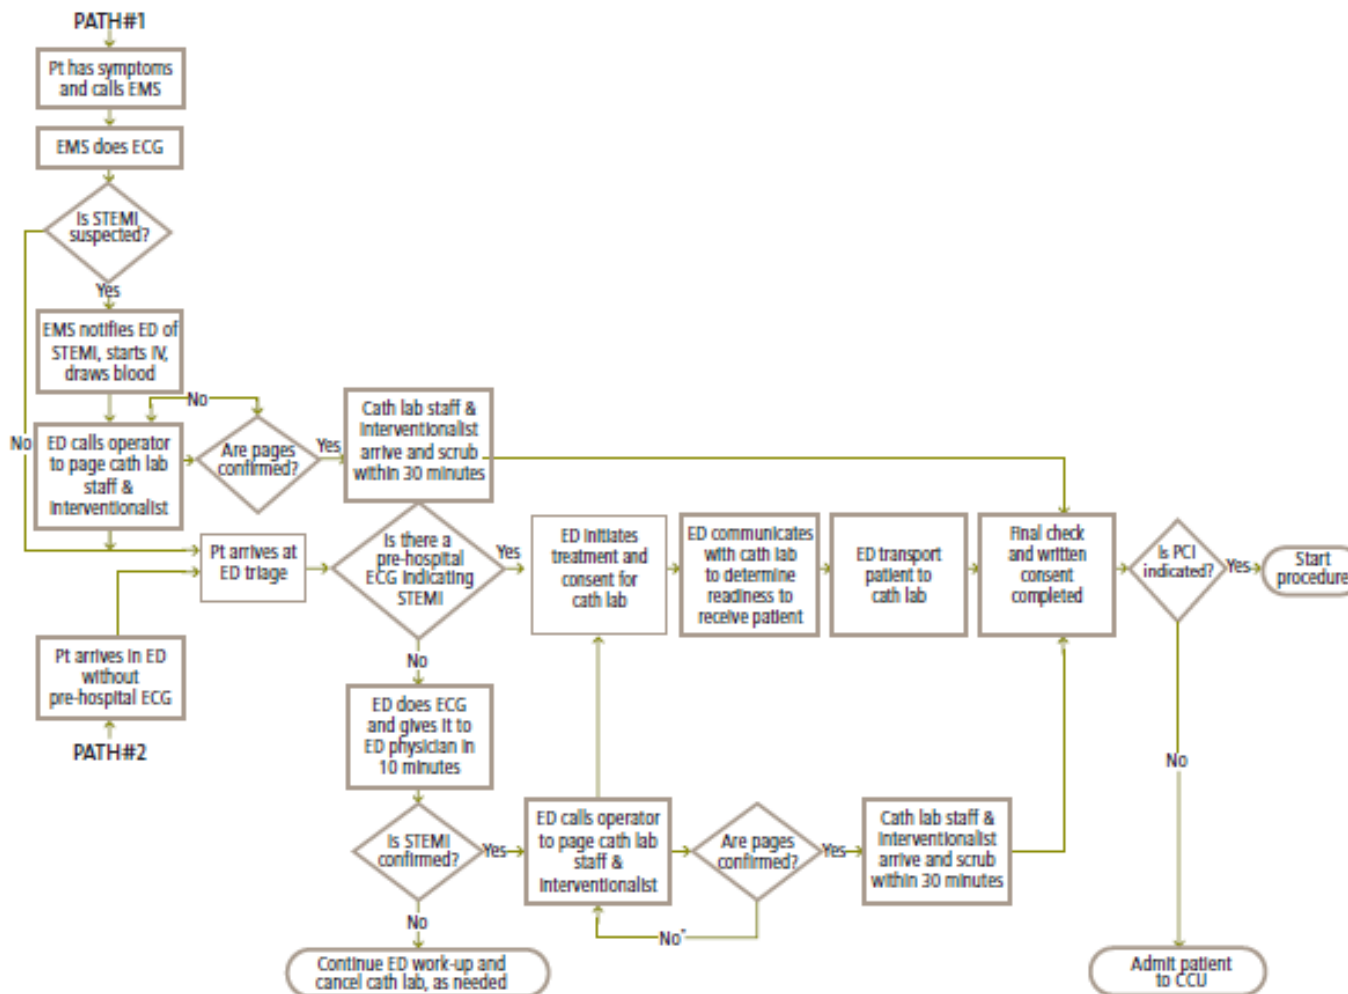 PATH#1
Pt has symptoms
and calls EMS
EMS does ECG
Is STEMI
suspected?
Yes
EMS notifies ED of
STEMI, starts IV,
draws blood
No
No
ED calls operator
to page cath lab
staff &
Interventionalist
Are pages
confirmed?
Yes
Cath lab staff &
Interventionalist
arrive and scrub
within 30 minutes
Pt arrives at
ED triage
Is there a
pre-hospital
ECG indicating
STEMI
Yes
ED initiates
treatment and
consent for
cath lab
ED communicates
with cath lab
to determine
readiness to
receive patient
ED transport
patient to
cath lab
Final check
and written
consent
completed
Is PCI
indicated?
Yes
Start
procedure
Pt arrives in ED
without
pre-hospital ECG
PATH#2
No
ED does ECG
and gives it to
ED physician in
10 minutes
No
Is STEMI
confirmed?
Yes
ED calls operator
to page cath lab
staff &
Interventionalist
Are pages
confirmed?
Yes
Cath lab staff &
Interventionalist
arrive and scrub
within 30 minutes
No
No*
Continue ED work-up and
cancel cath lab, as needed
Admit patient
to CCU